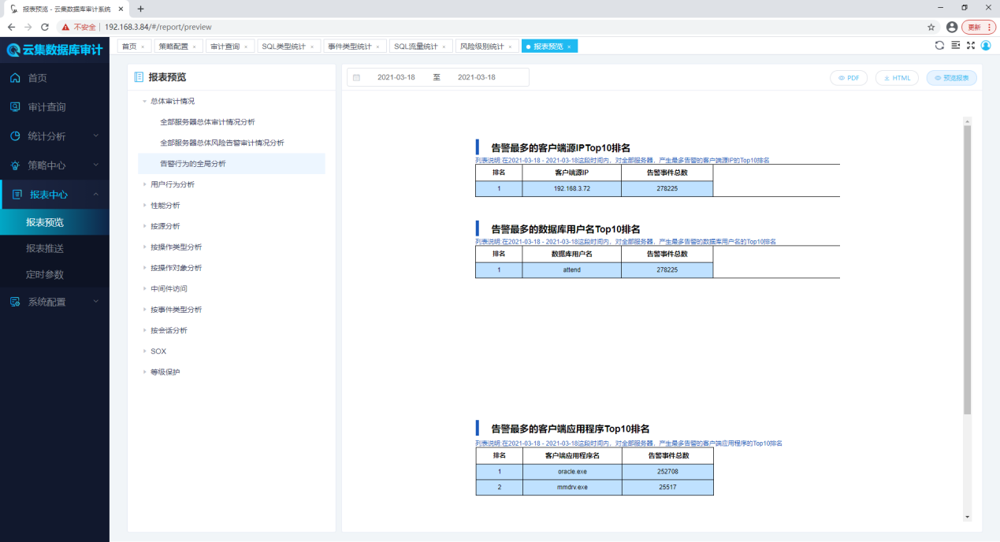 报表预览 - 云集数据库审计系统
不安全 192.168.3.84/#/report/preview 更新
云集数据库审计
首页 策略配置 审计查询 SQL类型统计 事件类型统计 SQL流量统计 风险级别统计 报表预览
首页
审计查询
统计分析
策略中心
报表中心
报表预览
报表推送
定时参数
系统配置
报表预览
总体审计情况
全部服务器总体审计情况分析
全部服务器总体风险告警审计情况分析
告警行为的全局分析
用户行为分析
性能分析
按源分析
按操作类型分析
按操作对象分析
中间件访问
按事件类型分析
按会话分析
SOX
等级保护
2021-03-18 至 2021-03-18 PDF HTML 预览报表
告警最多的客户端源IPTop10排名
列表说明:在2021-03-18 - 2021-03-18这段时间内，对全部服务器，产生最多告警的客户端源IP的Top10排名
排名 客户端源IP 告警事件总数
1 192.168.3.72 278225
告警最多的数据库用户名Top10排名
列表说明:在2021-03-18 - 2021-03-18这段时间内，对全部服务器，产生最多告警的数据库用户名的Top10排名
排名 数据库用户名 告警事件总数
1 attend 278225
告警最多的客户端应用程序Top10排名
列表说明:在2021-03-18 - 2021-03-18这段时间内，对全部服务器，产生最多告警的客户端应用程序的Top10排名
排名 客户端应用程序名 告警事件总数
1 oracle.exe 252708
2 mmdrv.exe 25517